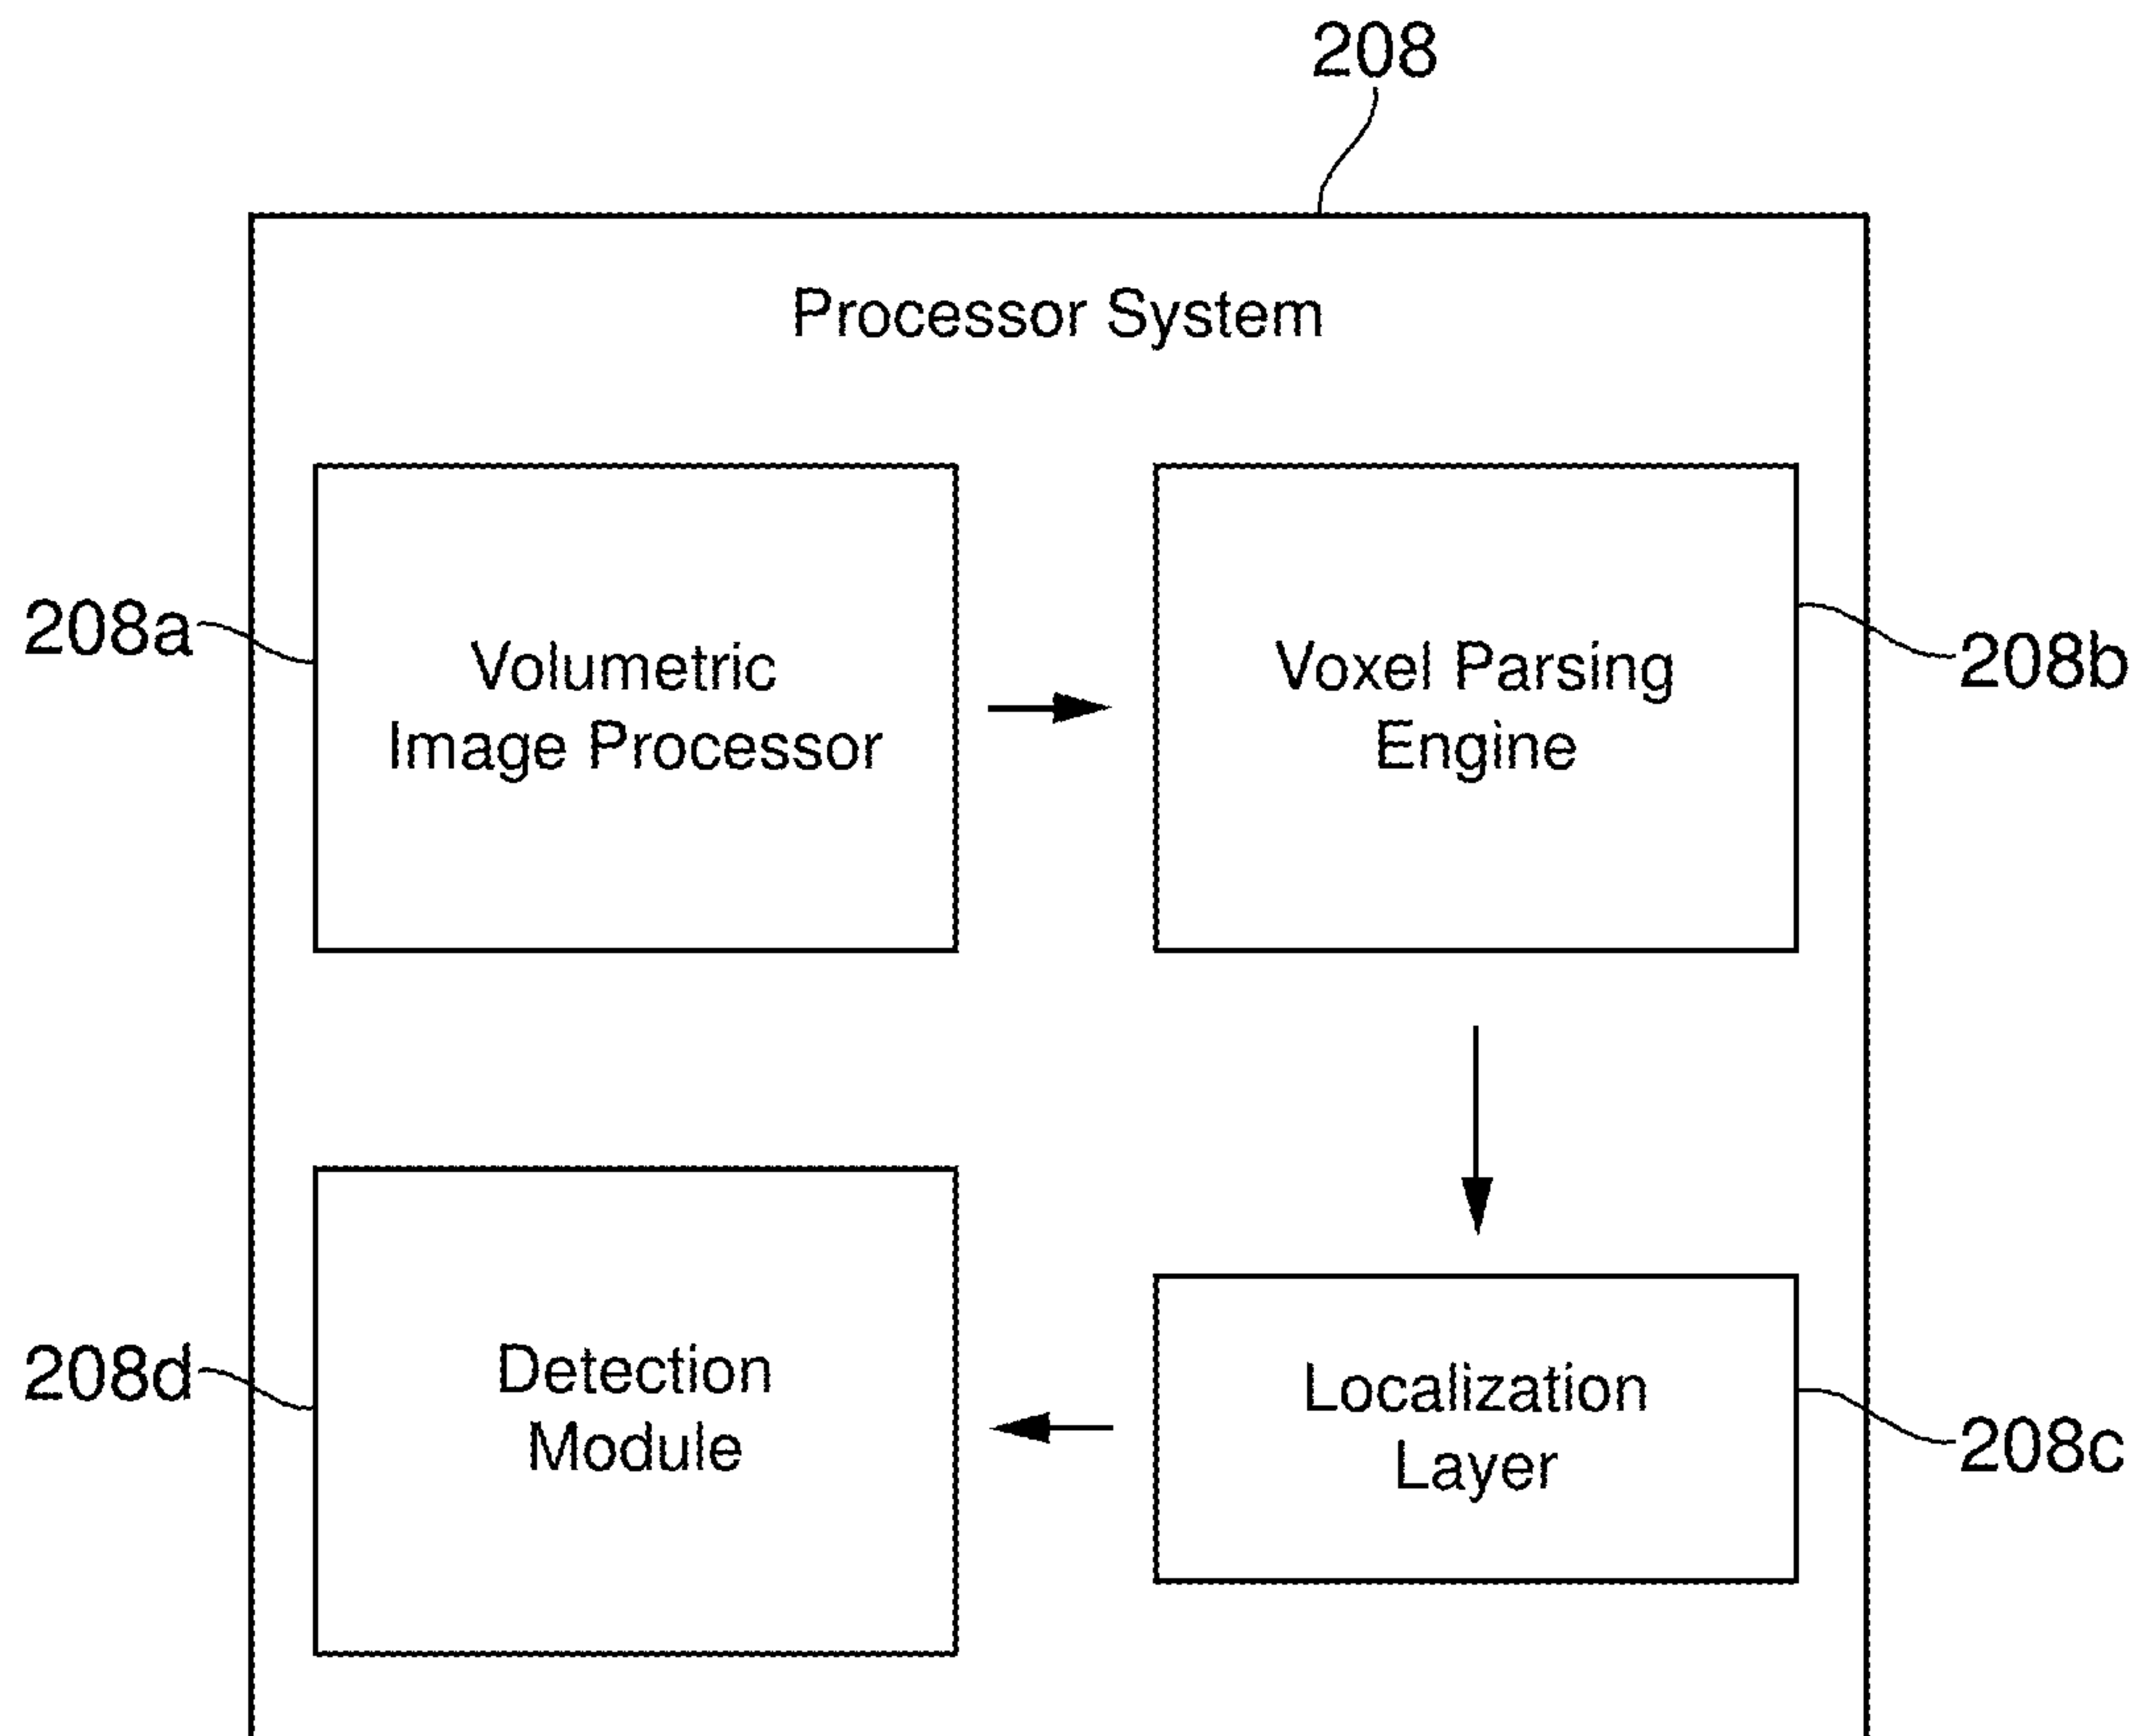 208
Processor System
208a
Volumetric
Image Processor
Voxel Parsing
Engine
208b
208d
Detection
Module
Localization
Layer
208c